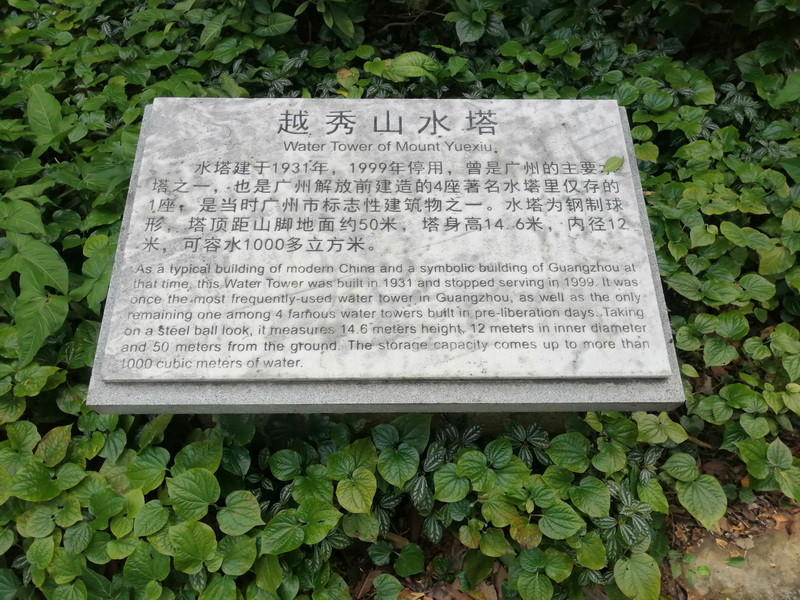 越秀山水塔
Water Tower of Mount Yuexiu
水塔建于1931年，1999年停用，曾是广州的主要水
塔之一，也是广州解放前建造的4座著名水塔里仅存的
1座，是当时广州市标志性建筑物之一。水塔为钢制球
形，塔顶距山脚地面约50米，塔身高14.6米，内径12
米，可容水1000多立方米。
As a typical building of modern China and a symbolic building of Guangzhou at
that time, this Water Tower was built in 1931 and stopped serving in 1999. It was
once the most frequently-used water tower in Guangzhou, as well as the only
remaining one among 4 famous water towers built in pre-liberation days. Taking
on a steel ball look, it measures 14.6 meters height, 12 meters in inner diameter
and 50 meters from the ground. The storage capacity comes up to more than
1000 cubic meters of water.